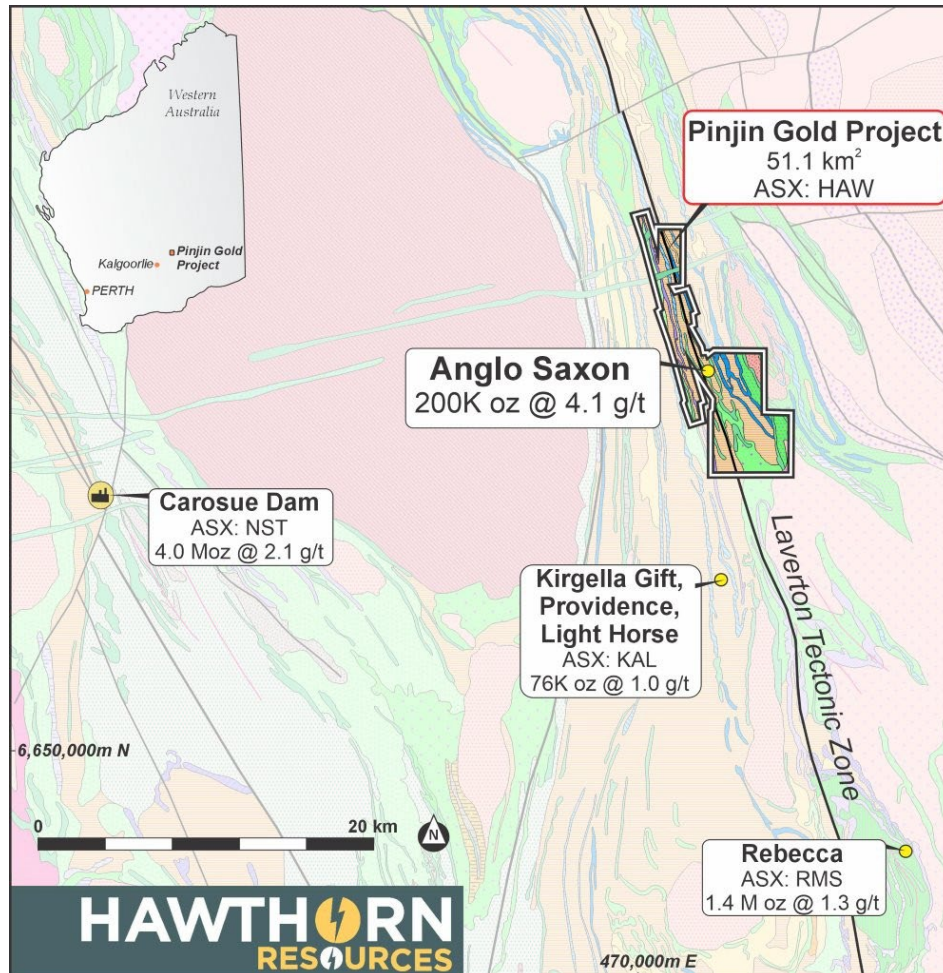 Western
Australia
Pinjin Gold
Project
Kalgoorlie
PERTH
Pinjin Gold Project
51.1 km²
ASX: HAW
Anglo Saxon
200K oz @ 4.1 g/t
Carosue Dam
ASX: NST
4.0 Moz @ 2.1 g/t
Kirgella Gift,
Providence,
Light Horse
ASX: KAL
76K oz @ 1.0 g/t
Laverton Tectonic Zone
6,650,000m N
0 20 km
N
Rebecca
ASX: RMS
1.4 M oz @ 1.3 g/t
HAWTHORN
RESOURCES
470,000m E